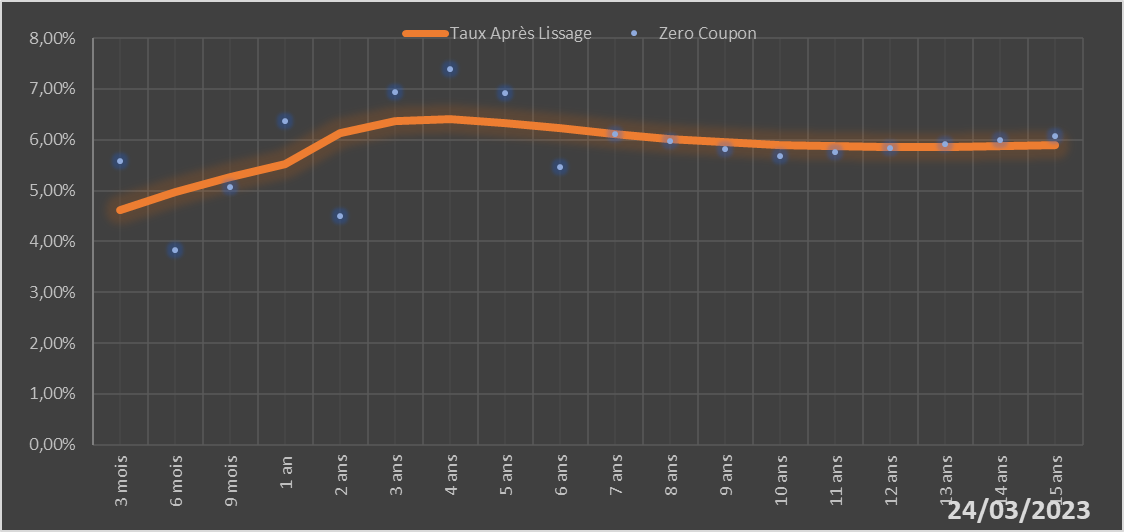 Taux Après Lissage
Zero Coupon
8,00%
7,00%
6,00%
5,00%
4,00%
3,00%
2,00%
1,00%
0,00%
3 mois
6 mois
9 mois
1 an
2 ans
3 ans
4 ans
5 ans
6 ans
7 ans
8 ans
9 ans
10 ans
11 ans
12 ans
13 ans
14 ans
15 ans
24/03/2023